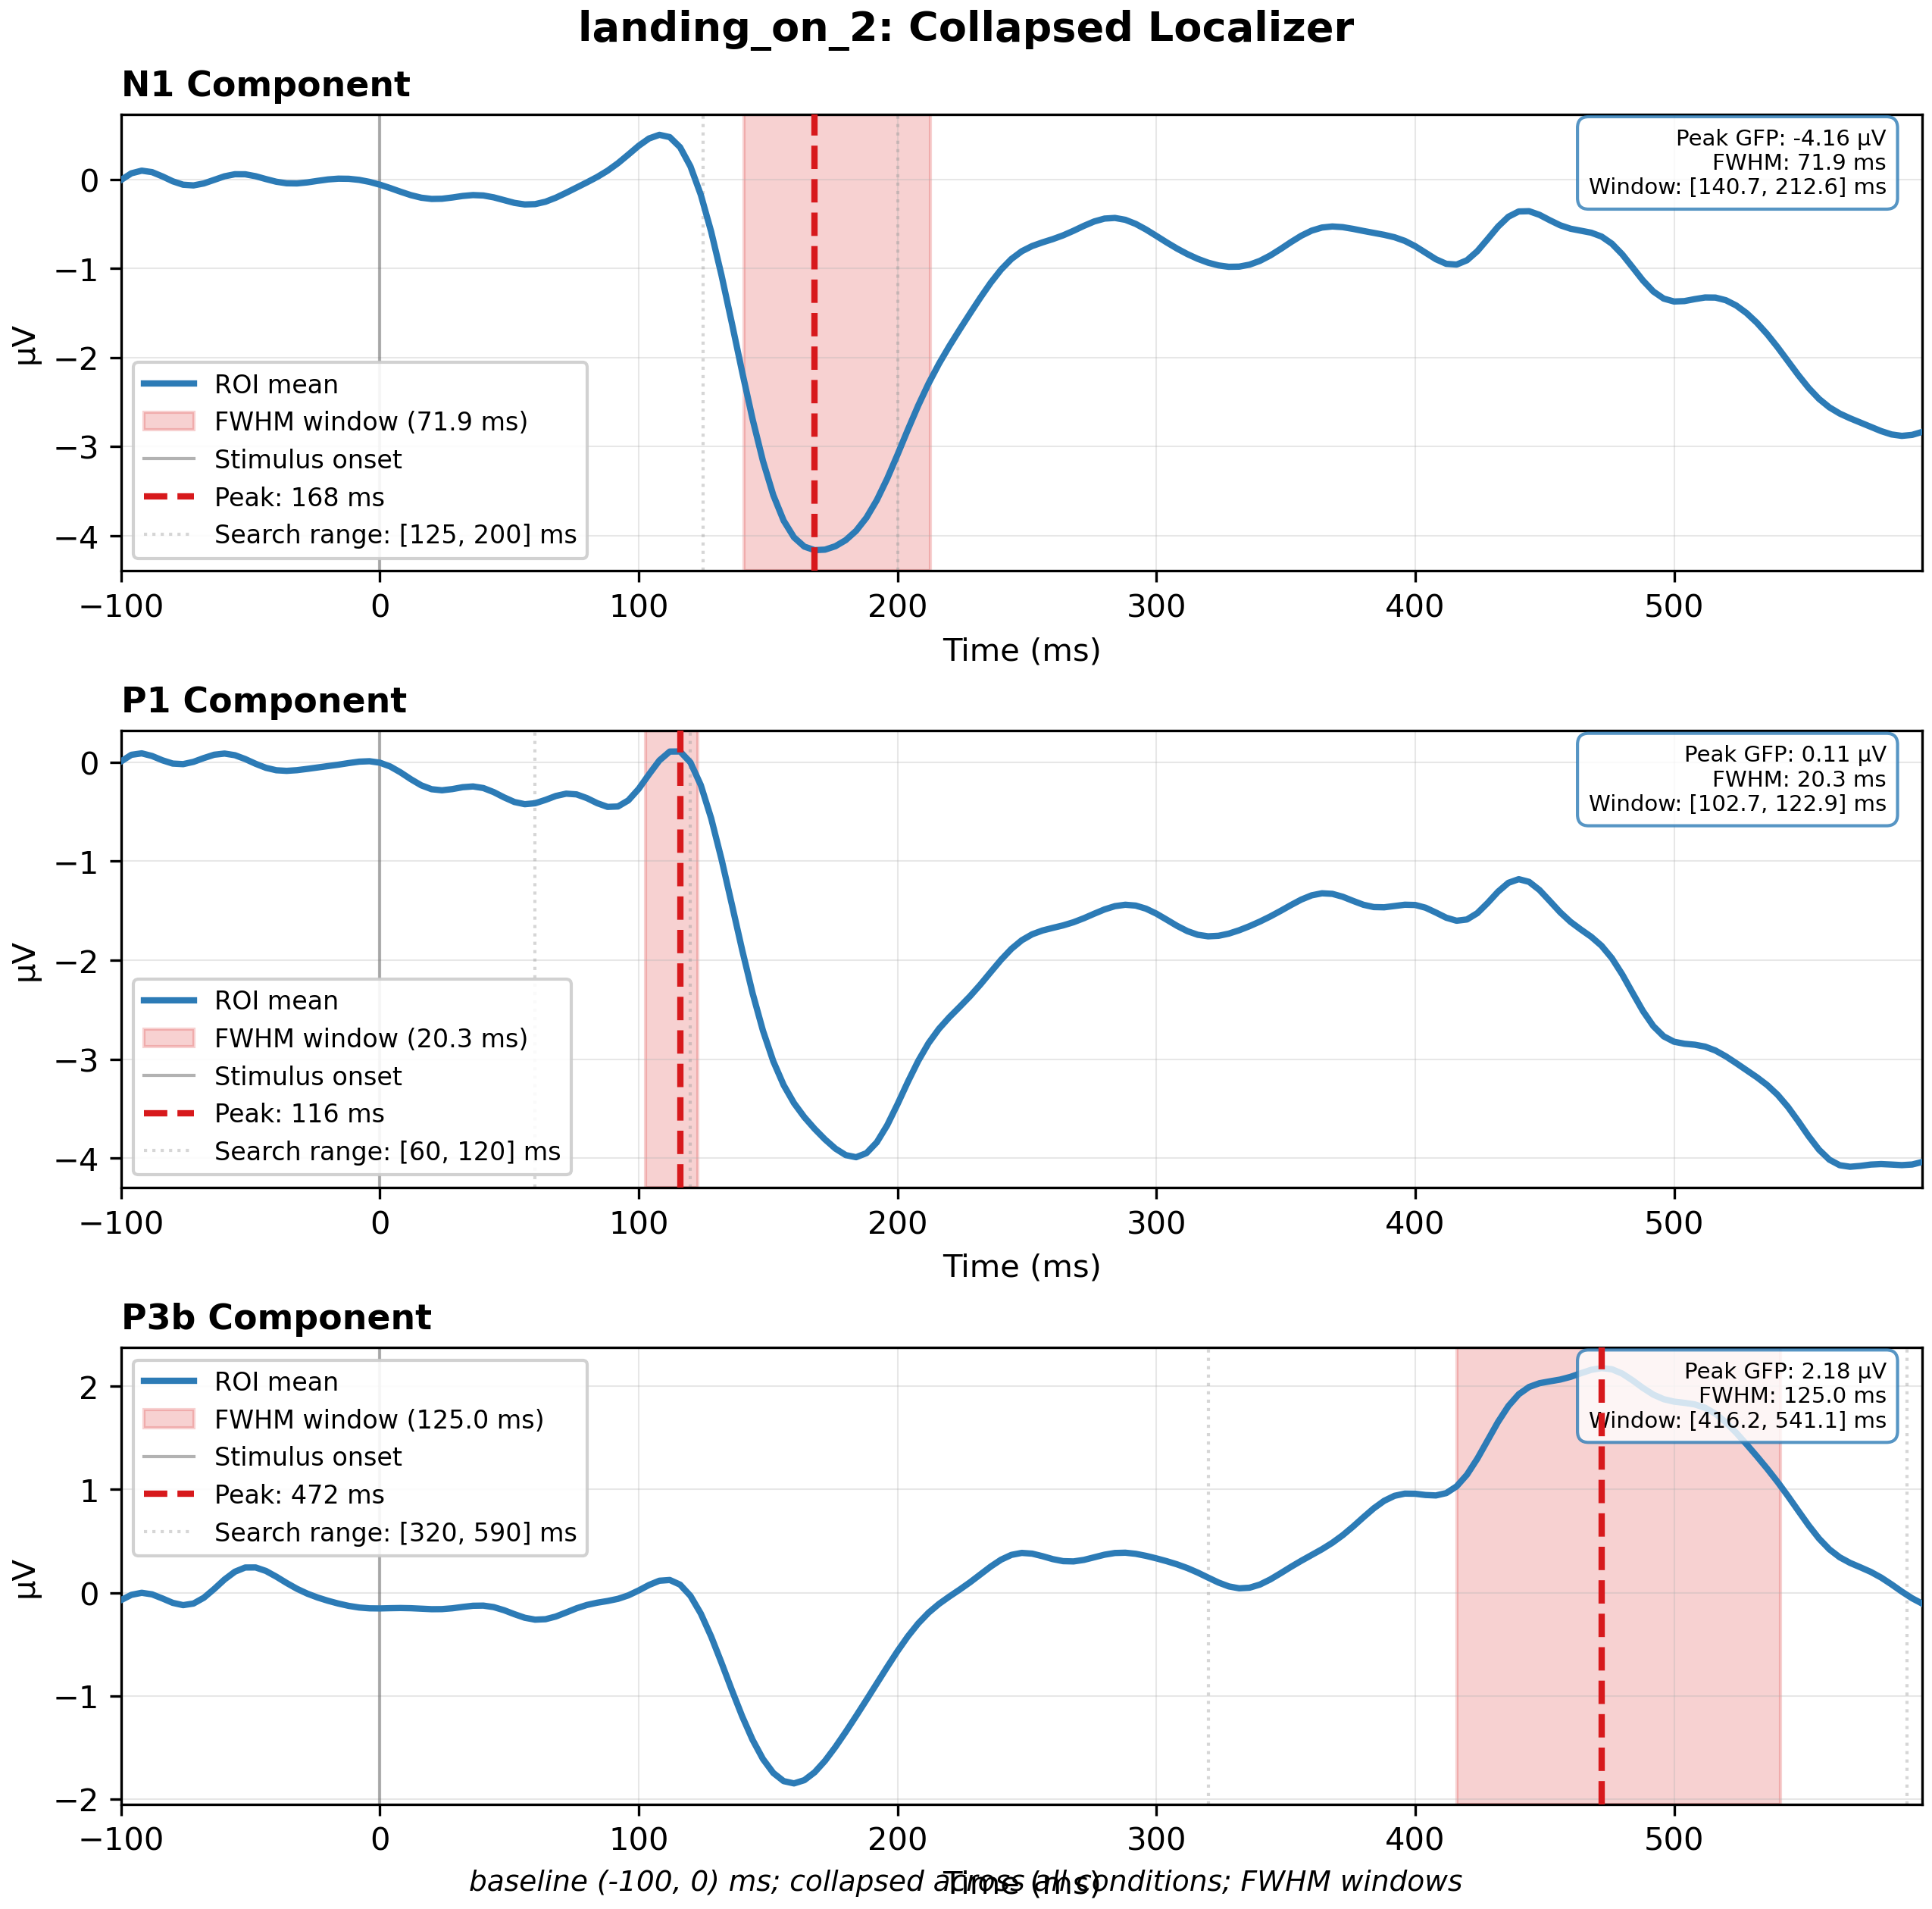 landing_on_2: Collapsed Localizer
N1 Component
Peak GFP: -4.16 µV
FWHM: 71.9 ms
Window: [140.7, 212.6] ms
0
−1
−2
−3
−4
µV
ROI mean
FWHM window (71.9 ms)
Stimulus onset
Peak: 168 ms
Search range: [125, 200] ms
−100 0 100 200 300 400 500
Time (ms)
P1 Component
Peak GFP: 0.11 µV
FWHM: 20.3 ms
Window: [102.7, 122.9] ms
0
−1
−2
−3
−4
µV
ROI mean
FWHM window (20.3 ms)
Stimulus onset
Peak: 116 ms
Search range: [60, 120] ms
−100 0 100 200 300 400 500
Time (ms)
P3b Component
Peak GFP: 2.18 µV
FWHM: 125.0 ms
Window: [416.2, 541.1] ms
ROI mean
FWHM window (125.0 ms)
Stimulus onset
Peak: 472 ms
Search range: [320, 590] ms
2
1
0
−1
−2
µV
−100 0 100 200 300 400 500
Time (ms)
baseline (-100, 0) ms; collapsed across all conditions; FWHM windows